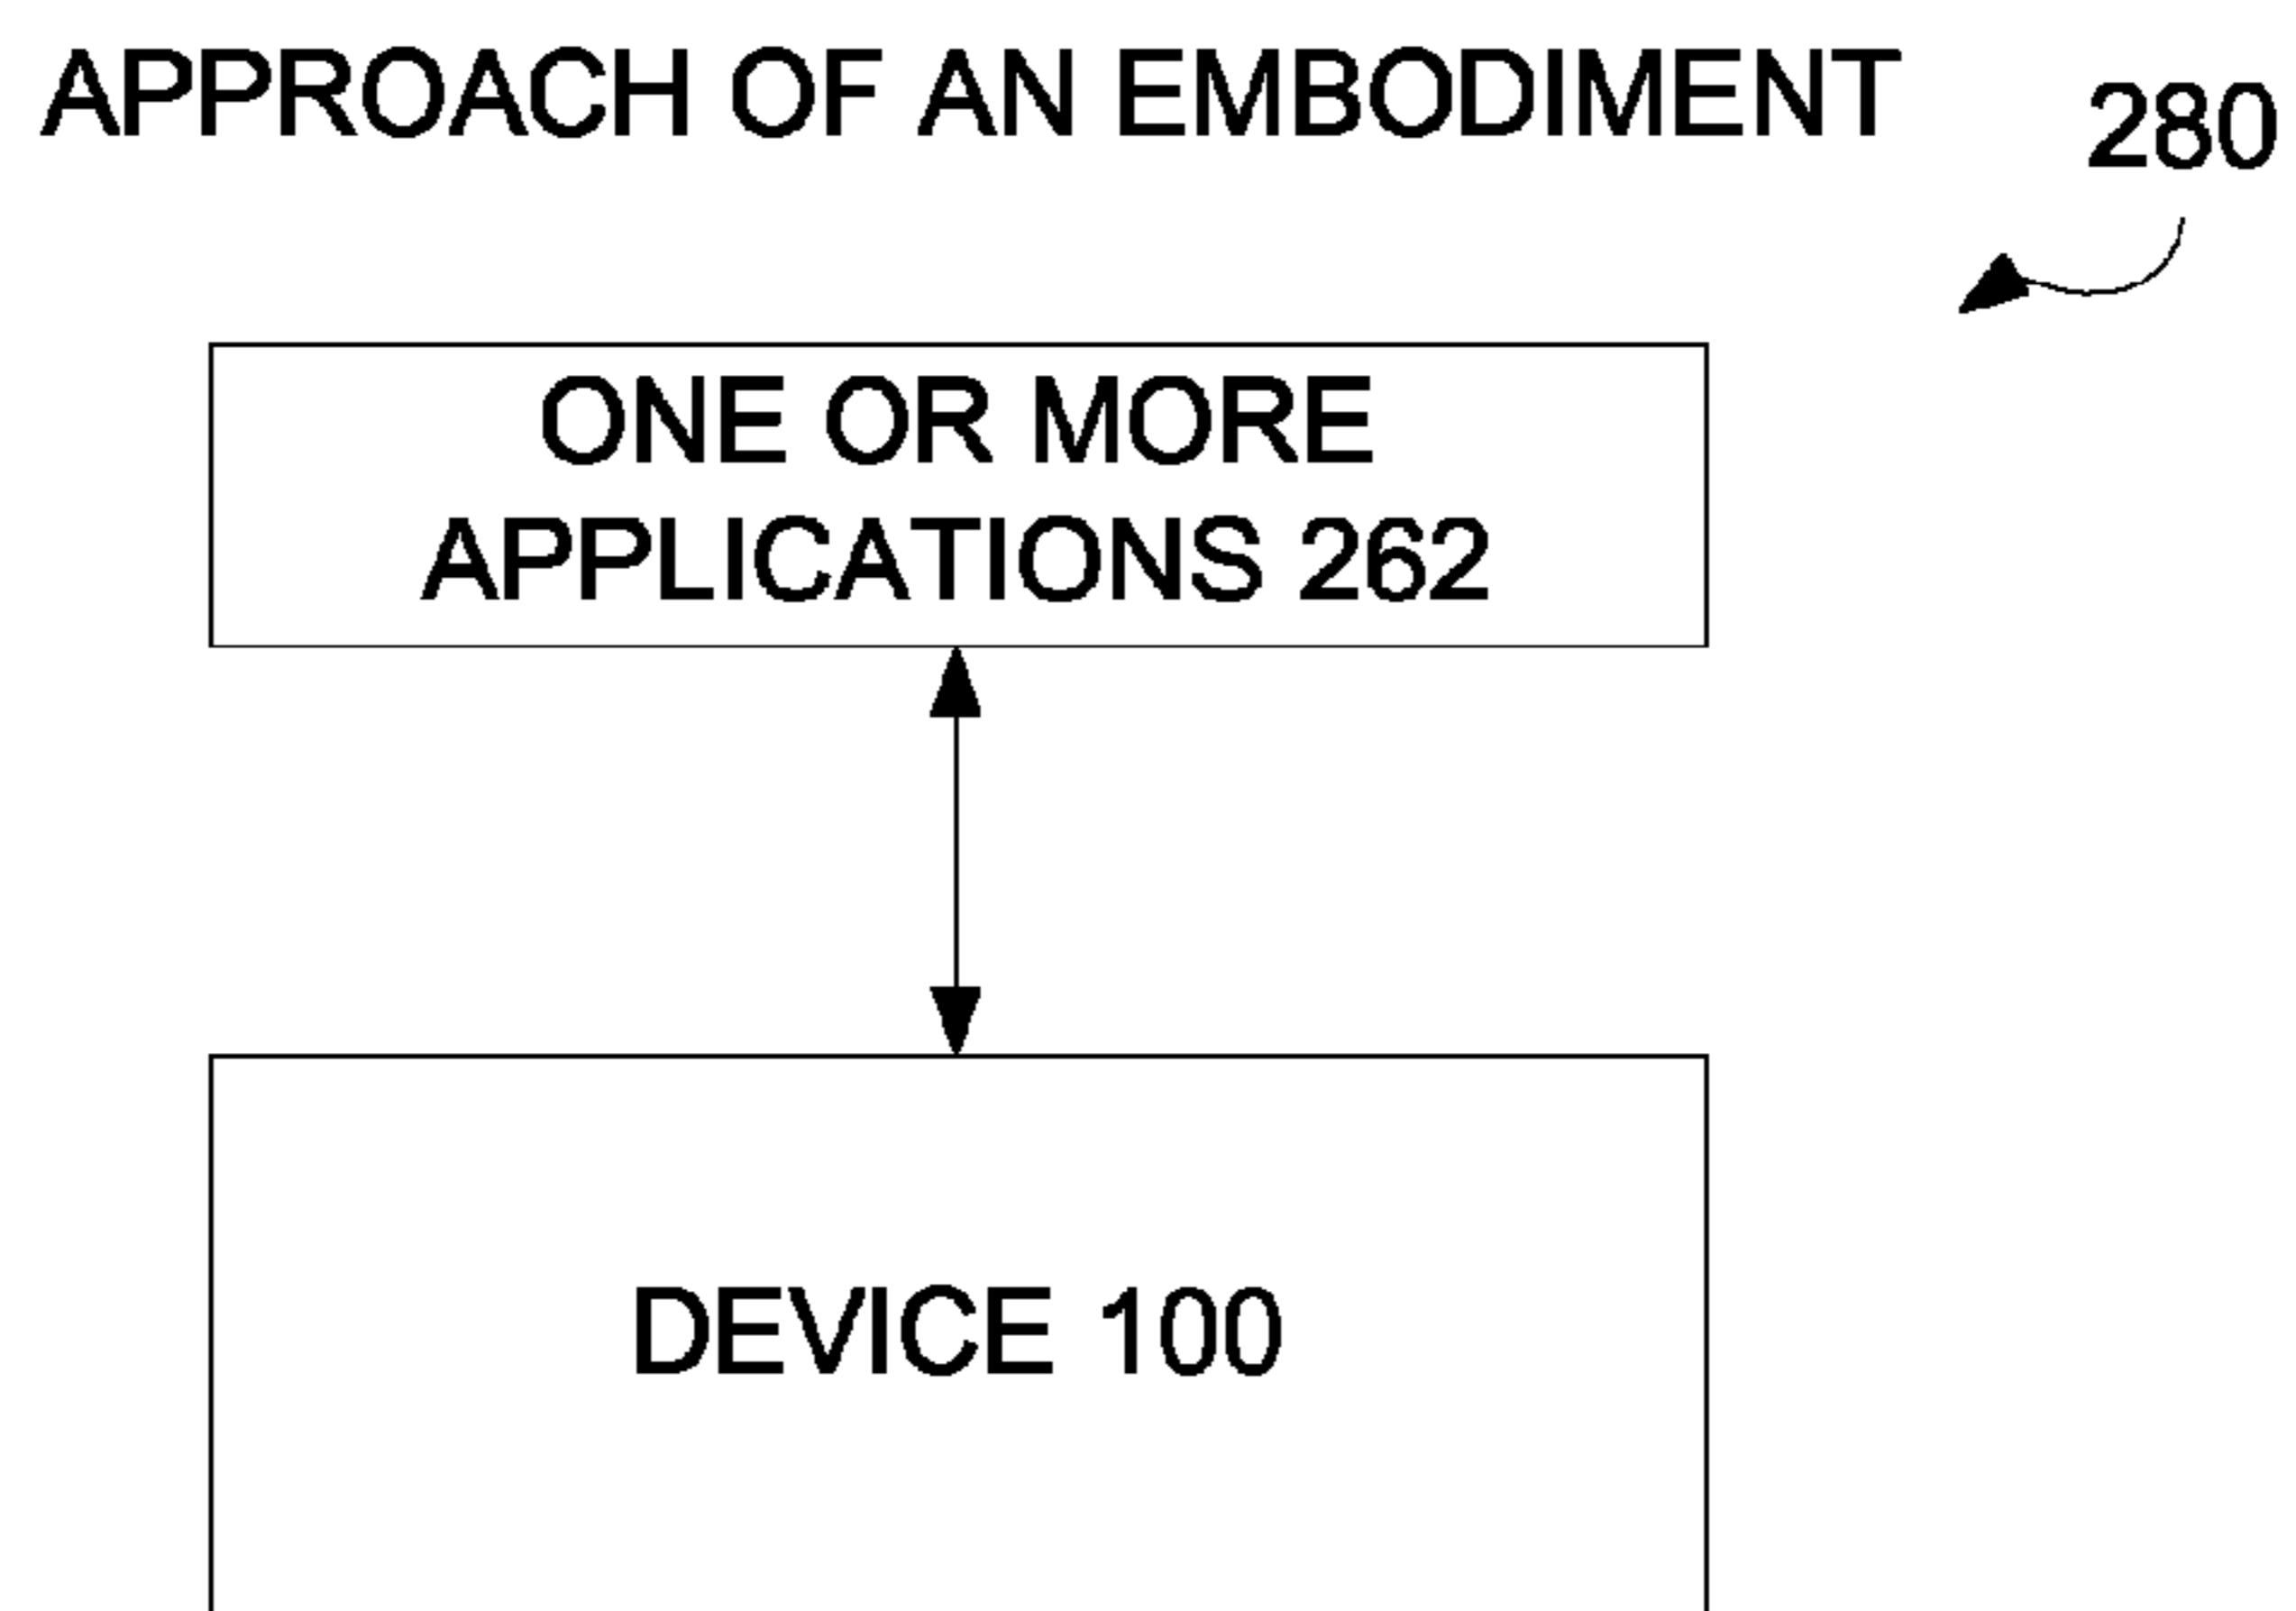 APPROACH OF AN EMBODIMENT
280
ONE OR MORE
APPLICATIONS 262
DEVICE 100